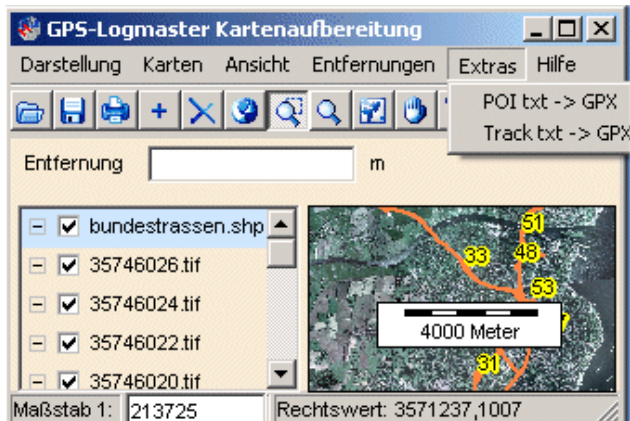 GPS-Logmaster Kartenaufbereitung
Darstellung Karten Ansicht Entfernungen Extras Hilfe
POI txt -> GPX
Track txt -> GPX
Entfernung m
bundestrassen.shp
35746026.tif
35746024.tif
35746022.tif
35746020.tif
51
33
48
53
4000 Meter
31
Maßstab 1: 213725
Rechtswert: 3571237,1007